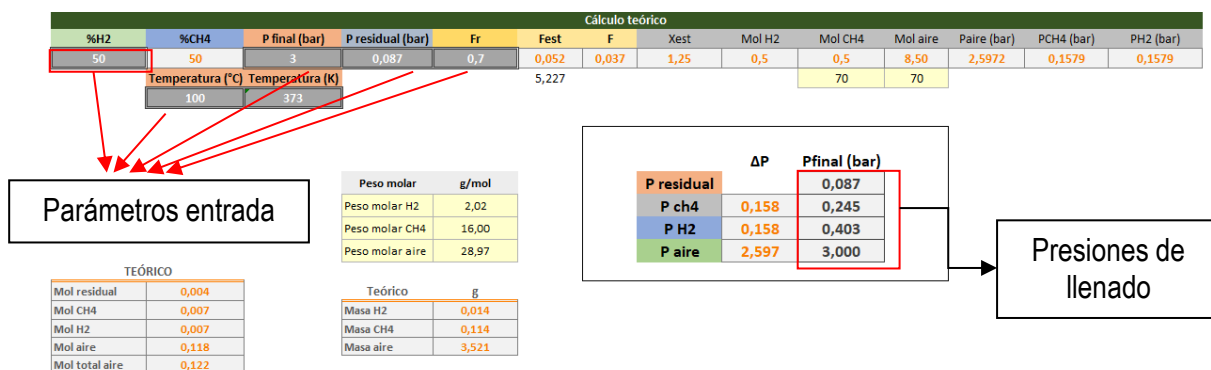 Cálculo teórico
%H2 %CH4 P final (bar) P residual (bar) Fr Fest F Xest Mol H2 Mol CH4 Mol aire Paire (bar) PCH4 (bar) PH2 (bar)
50 50 3 0,087 0,7 0,052 0,037 1,25 0,5 0,5 8,50 2,5972 0,1579 0,1579
Temperatura (°C) Temperatura (K) 5,227 70 70
100 373
ΔP Pfinal (bar)
P residual 0,087
P ch4 0,158 0,245
P H2 0,158 0,403
P aire 2,597 3,000
Parámetros entrada
Peso molar g/mol
Peso molar H2 2,02
Peso molar CH4 16,00
Peso molar aire 28,97
Presiones de
llenado
TEÓRICO
Mol residual 0,004
Mol CH4 0,007
Mol H2 0,007
Mol aire 0,118
Mol total aire 0,122
Teórico g
Masa H2 0,014
Masa CH4 0,114
Masa aire 3,521